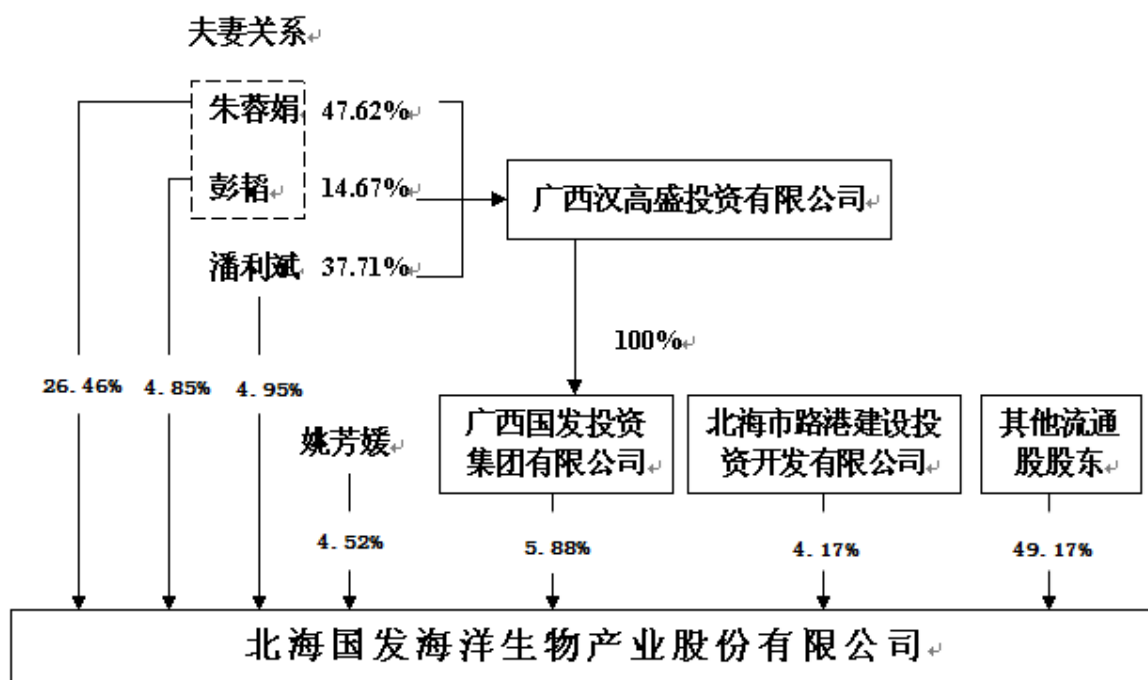 夫妻关系
朱蓉娟 47.62%
彭韬 14.67%
广西汉高盛投资有限公司
潘利斌 37.71%
100%
26.46% 4.85% 4.95%
姚芳媛
广西国发投资
集团有限公司
北海市路港建设投
资开发有限公司
其他流通
股股东
4.52% 5.88% 4.17% 49.17%
北海国发海洋生物产业股份有限公司